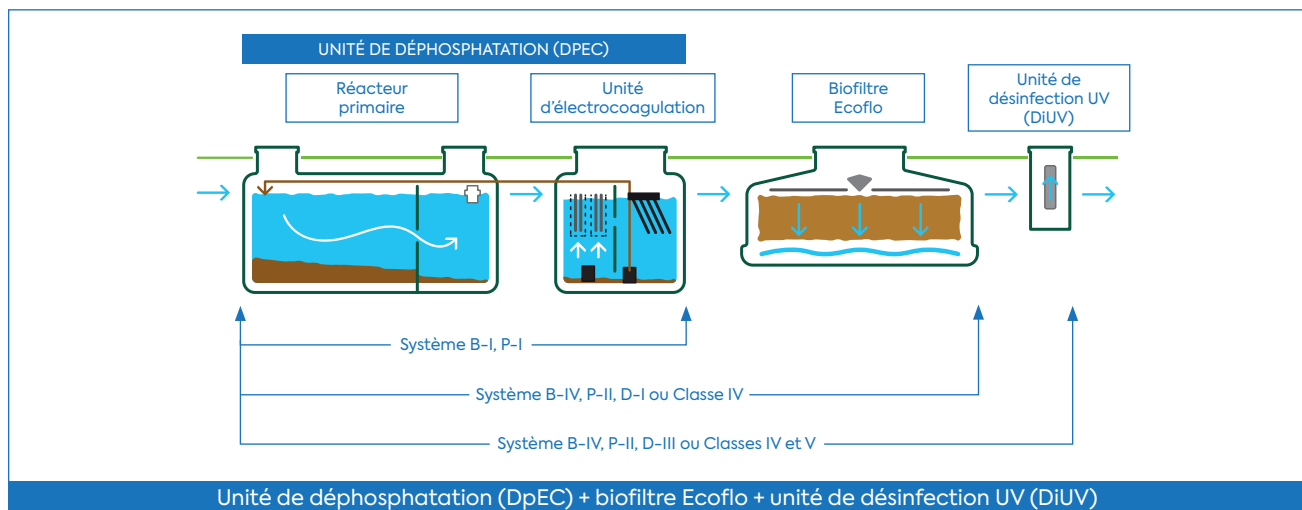 UNITÉ DE DÉPHOSPHATATION (DPEC)
Réacteur
primaire
Unité
d'électrocoagulation
Biofiltre
Ecoflo
Unité de
désinfection UV
(DiUV)
Système B-I, P-I
Système B-IV, P-II, D-I ou Classe IV
Système B-IV, P-II, D-III ou Classes IV et V
Unité de déphosphatation (DpEC) + biofiltre Ecoflo + unité de désinfection UV (DiUV)